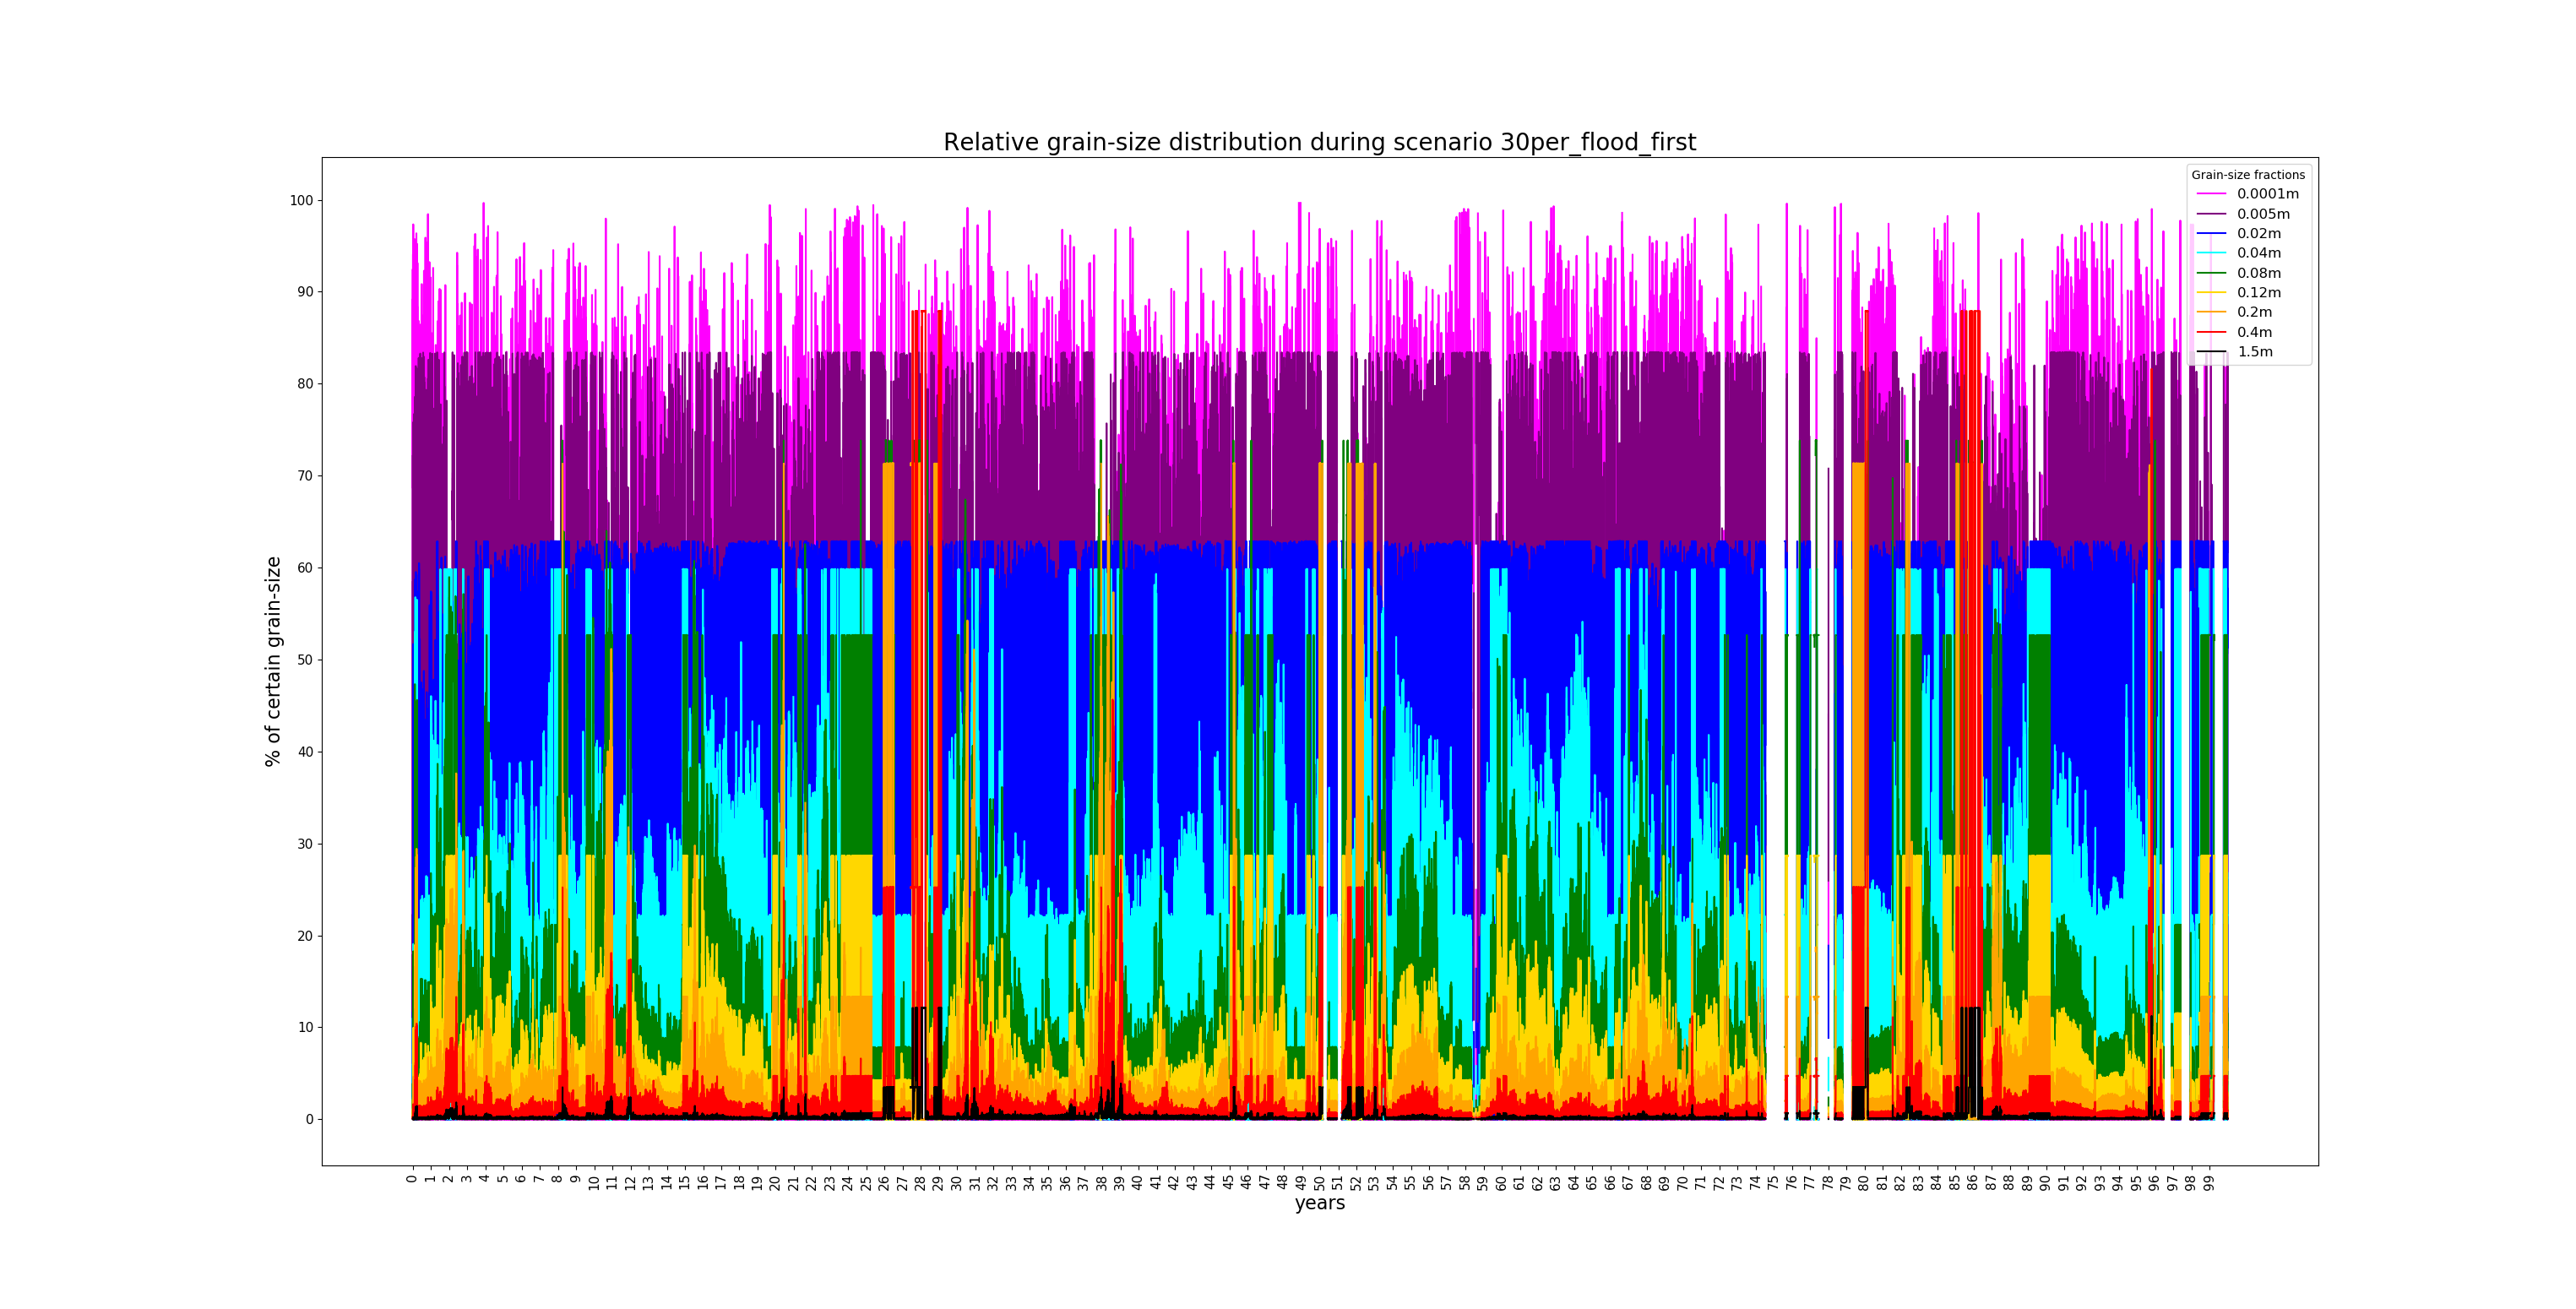 Relative grain-size distribution during scenario 30per_flood_first
% of certain grain-size
100
90
80
70
60
50
40
30
20
10
0
Grain-size fractions
0.0001m
0.005m
0.02m
0.04m
0.08m
0.12m
0.2m
0.4m
1.5m
0 1 2 3 4 5 6 7 8 9 10 11 12 13 14 15 16 17 18 19 20 21 22 23 24 25 26 27 28 29 30 31 32 33 34 35 36 37 38 39 40 41 42 43 44 45 46 47 48 49 50 51 52 53 54 55 56 57 58 59 60 61 62 63 64 65 66 67 68 69 70 71 72 73 74 75 76 77 78 79 80 81 82 83 84 85 86 87 88 89 90 91 92 93 94 95 96 97 98 99
years